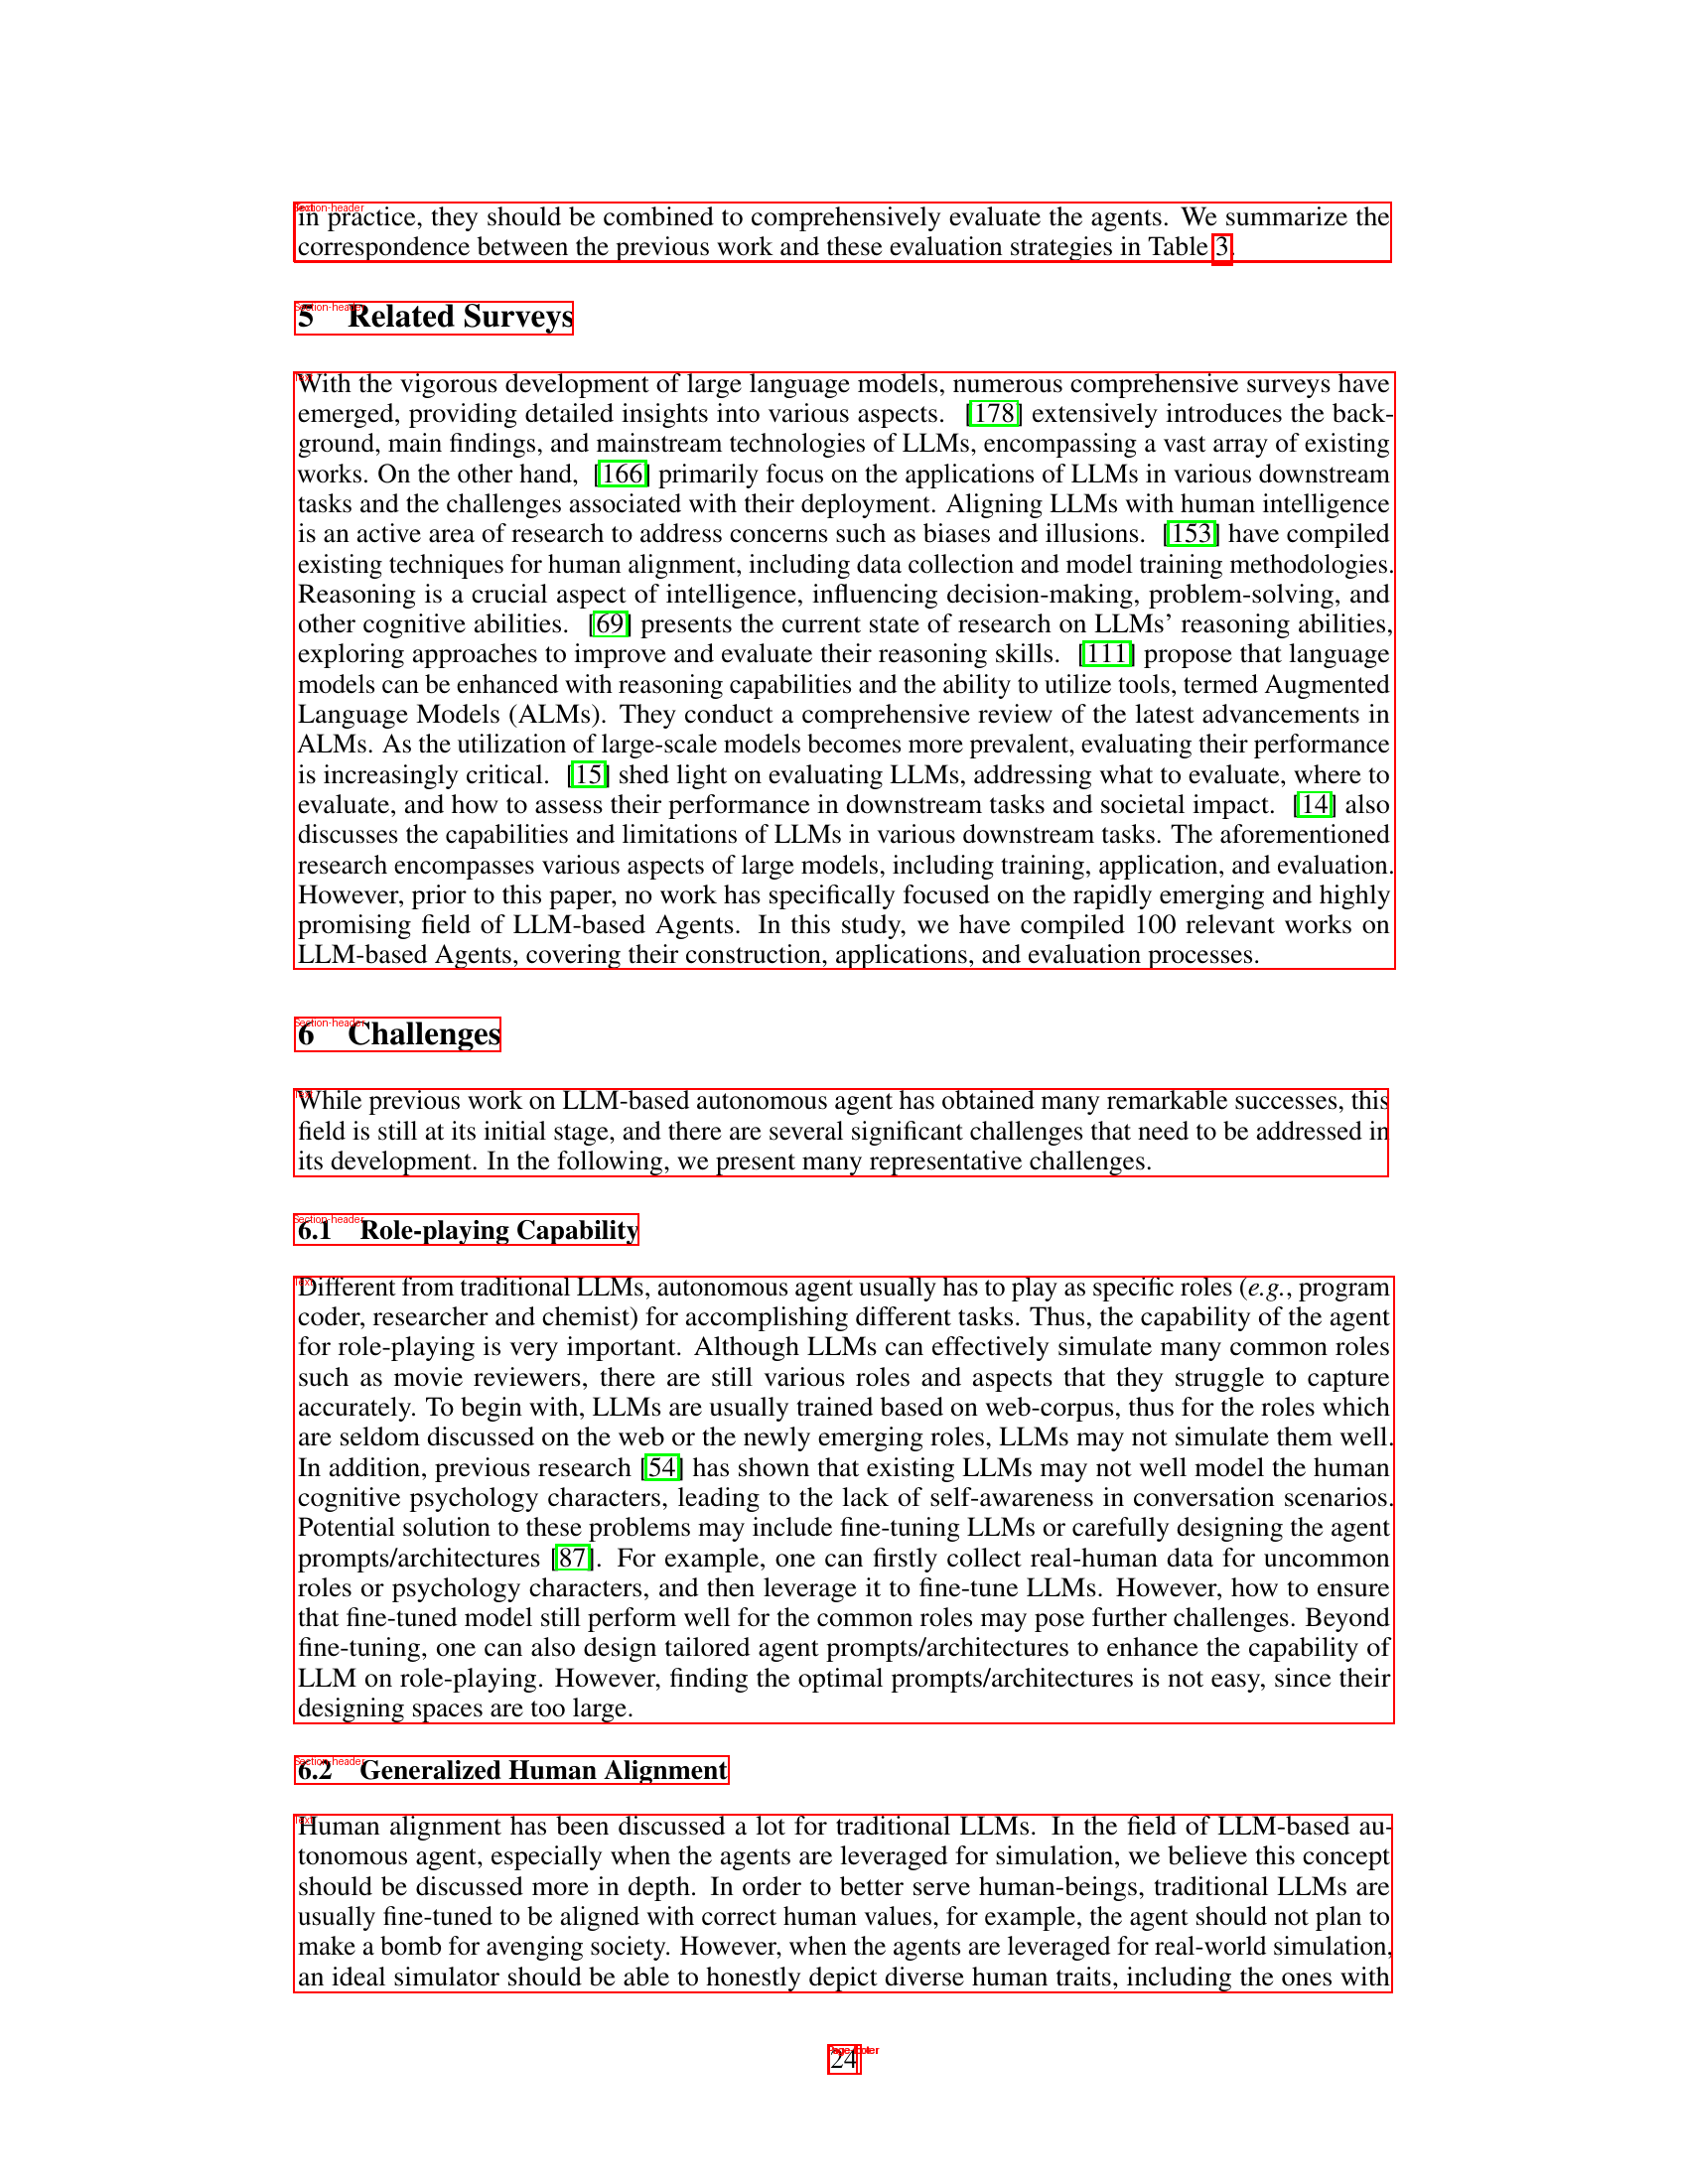 in practice, they should be combined to comprehensively evaluate the agents. We summarize the
correspondence between the previous work and these evaluation strategies in Table 3.
Section-header
5 Related Surveys
Text
With the vigorous development of large language models, numerous comprehensive surveys have
emerged, providing detailed insights into various aspects. [178] extensively introduces the back-
ground, main findings, and mainstream technologies of LLMs, encompassing a vast array of existing
works. On the other hand, [166] primarily focus on the applications of LLMs in various downstream
tasks and the challenges associated with their deployment. Aligning LLMs with human intelligence
is an active area of research to address concerns such as biases and illusions. [153] have compiled
existing techniques for human alignment, including data collection and model training methodologies.
Reasoning is a crucial aspect of intelligence, influencing decision-making, problem-solving, and
other cognitive abilities. [69] presents the current state of research on LLMs' reasoning abilities,
exploring approaches to improve and evaluate their reasoning skills. [111] propose that language
models can be enhanced with reasoning capabilities and the ability to utilize tools, termed Augmented
Language Models (ALMs). They conduct a comprehensive review of the latest advancements in
ALMs. As the utilization of large-scale models becomes more prevalent, evaluating their performance
is increasingly critical. [15] shed light on evaluating LLMs, addressing what to evaluate, where to
evaluate, and how to assess their performance in downstream tasks and societal impact. [14] also
discusses the capabilities and limitations of LLMs in various downstream tasks. The aforementioned
research encompasses various aspects of large models, including training, application, and evaluation.
However, prior to this paper, no work has specifically focused on the rapidly emerging and highly
promising field of LLM-based Agents. In this study, we have compiled 100 relevant works on
LLM-based Agents, covering their construction, applications, and evaluation processes.
Section-header
6 Challenges
Text
While previous work on LLM-based autonomous agent has obtained many remarkable successes, this
field is still at its initial stage, and there are several significant challenges that need to be addressed in
its development. In the following, we present many representative challenges.
Section-header
6.1 Role-playing Capability
Text
Different from traditional LLMs, autonomous agent usually has to play as specific roles (e.g., program
coder, researcher and chemist) for accomplishing different tasks. Thus, the capability of the agent
for role-playing is very important. Although LLMs can effectively simulate many common roles
such as movie reviewers, there are still various roles and aspects that they struggle to capture
accurately. To begin with, LLMs are usually trained based on web-corpus, thus for the roles which
are seldom discussed on the web or the newly emerging roles, LLMs may not simulate them well.
In addition, previous research [54] has shown that existing LLMs may not well model the human
cognitive psychology characters, leading to the lack of self-awareness in conversation scenarios.
Potential solution to these problems may include fine-tuning LLMs or carefully designing the agent
prompts/architectures [87]. For example, one can firstly collect real-human data for uncommon
roles or psychology characters, and then leverage it to fine-tune LLMs. However, how to ensure
that fine-tuned model still perform well for the common roles may pose further challenges. Beyond
fine-tuning, one can also design tailored agent prompts/architectures to enhance the capability of
LLM on role-playing. However, finding the optimal prompts/architectures is not easy, since their
designing spaces are too large.
Section-header
6.2 Generalized Human Alignment
Text
Human alignment has been discussed a lot for traditional LLMs. In the field of LLM-based au-
tonomous agent, especially when the agents are leveraged for simulation, we believe this concept
should be discussed more in depth. In order to better serve human-beings, traditional LLMs are
usually fine-tuned to be aligned with correct human values, for example, the agent should not plan to
make a bomb for avenging society. However, when the agents are leveraged for real-world simulation,
an ideal simulator should be able to honestly depict diverse human traits, including the ones with
24